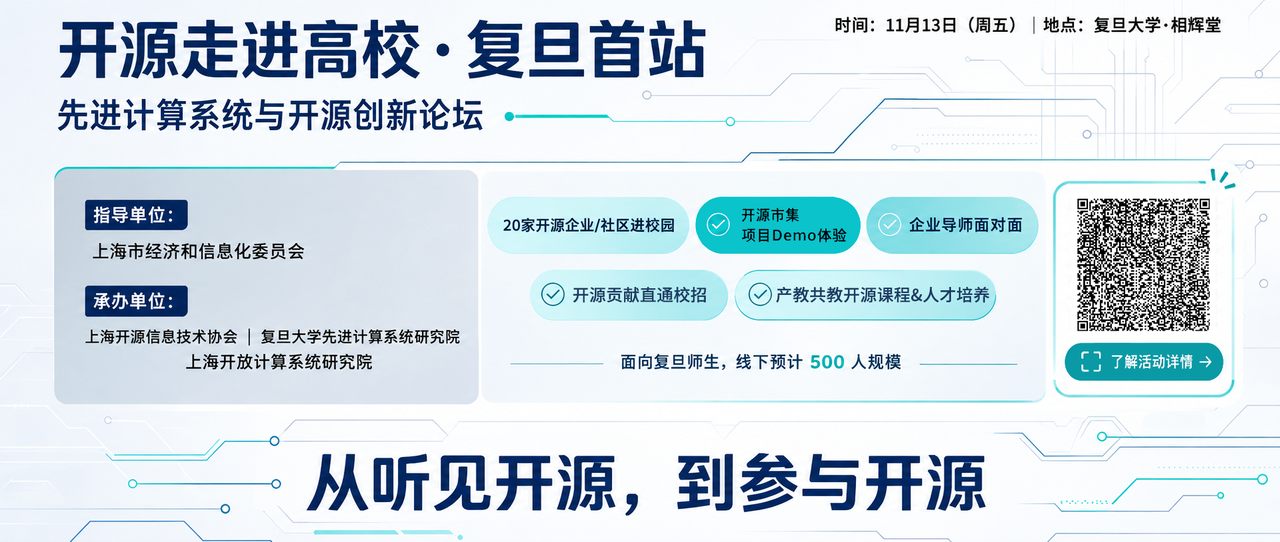 开源走进高校·复旦首站
时间：11月13日（周五）｜地点：复旦大学·相辉堂
先进计算系统与开源创新论坛
指导单位：
上海市经济和信息化委员会
承办单位：
上海开源信息技术协会 ｜ 复旦大学先进计算系统研究院
上海开放计算系统研究院
20家开源企业/社区进校园
开源市集
项目Demo体验
企业导师面对面
开源贡献直通校招
产教共教开源课程&人才培养
面向复旦师生，线下预计 500 人规模
了解活动详情→
从听见开源，到参与开源